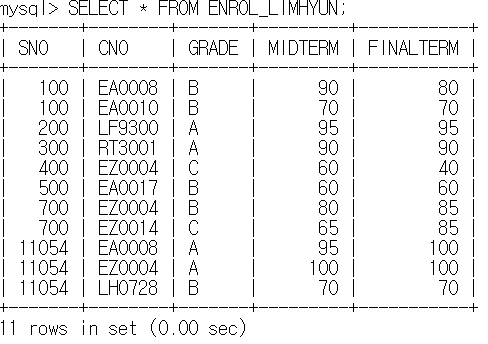 mysql> SELECT * FROM ENROL_LIMHYUN;
+-------+--------+-------+---------+-----------+
| SNO | CNO | GRADE | MIDTERM | FINALTERM |
+-------+--------+-------+---------+-----------+
| 100 | EA0008 | B | 90 | 80 |
| 100 | EA0010 | B | 70 | 70 |
| 200 | LF9300 | A | 95 | 95 |
| 300 | RT3001 | A | 90 | 90 |
| 400 | EZ0004 | C | 60 | 40 |
| 500 | EA0017 | B | 60 | 60 |
| 700 | EZ0004 | B | 80 | 85 |
| 700 | EZ0014 | C | 65 | 85 |
| 11054 | EA0008 | A | 95 | 100 |
| 11054 | EZ0004 | A | 100 | 100 |
| 11054 | LH0728 | B | 70 | 70 |
+-------+--------+-------+---------+-----------+
11 rows in set (0.00 sec)